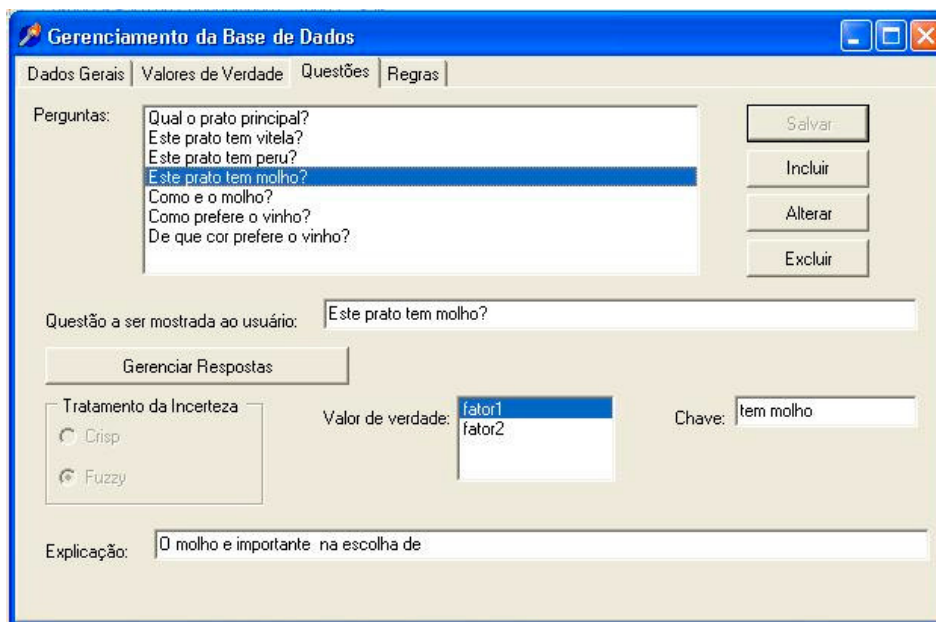 Gerenciamento da Base de Dados
Dados Gerais Valores de Verdade Questões Regras
Perguntas:
Qual o prato principal?
Este prato tem vitela?
Este prato tem peru?
Este prato tem molho?
Como e o molho?
Como prefere o vinho?
De que cor prefere o vinho?
Salvar
Incluir
Alterar
Excluir
Questão a ser mostrada ao usuário: Este prato tem molho?
Gerenciar Respostas
Tratamento da Incerteza
Crisp
Fuzzy
Valor de verdade: fator1
fator2
Chave: tem molho
Explicação: O molho e importante na escolha de